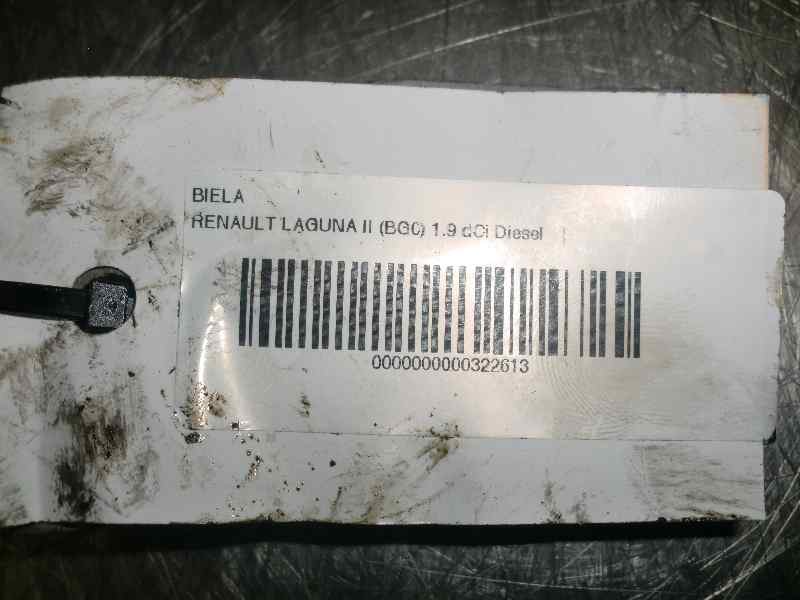 BIELA
RENAULT LAGUNA II (BG0) 1.9 dCi Diesel
0000000000322613